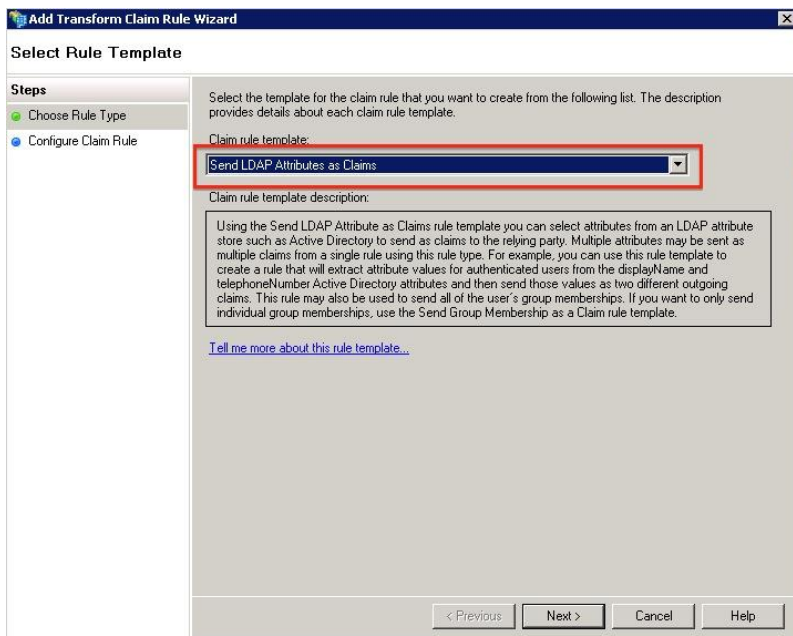 Add Transform Claim Rule Wizard
Select Rule Template
Steps
Choose Rule Type
Configure Claim Rule
Select the template for the claim rule that you want to create from the following list. The description
provides details about each claim rule template.
Claim rule template:
Send LDAP Attributes as Claims
Claim rule template description:
Using the Send LDAP Attribute as Claims rule template you can select attributes from an LDAP attribute
store such as Active Directory to send as claims to the relying party. Multiple attributes may be sent as
multiple claims from a single rule using this rule type. For example, you can use this rule template to
create a rule that will extract attribute values for authenticated users from the displayName and
telephoneNumber Active Directory attributes and then send those values as two different outgoing
claims. This rule may also be used to send all of the user's group memberships. If you want to only send
individual group memberships, use the Send Group Membership as a Claim rule template.
Tell me more about this rule template...
< Previous
Next >
Cancel
Help